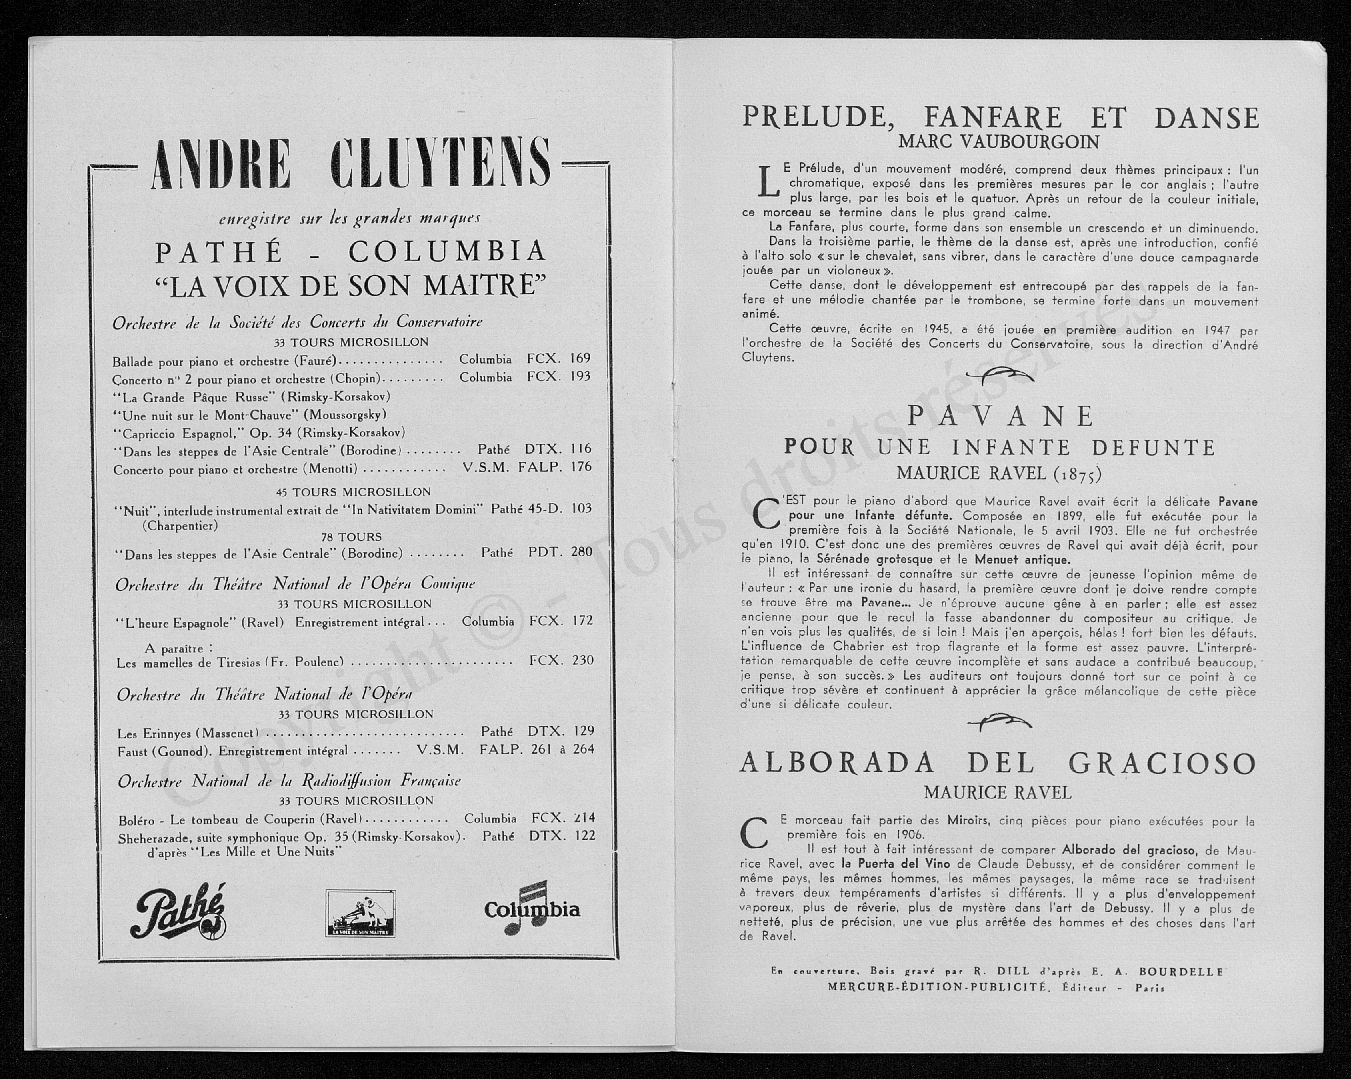 ANDRE CLUYTENS
enregistre sur les grandes marques
PATHÉ - COLUMBIA
“LA VOIX DE SON MAITRE”
Orchestre de la Société des Concerts du Conservatoire
33 TOURS MICROSILLON
Ballade pour piano et orchestre (Fauré). . . . . . . . . . . . . . . Columbia FCX. 169
Concerto n° 2 pour piano et orchestre (Chopin). . . . . . . . . Columbia FCX. 193
“La Grande Pâque Russe” (Rimsky-Korsakov)
“Une nuit sur le Mont-Chauve” (Moussorgsky)
“Capriccio Espagnol,” Op. 34 (Rimsky-Korsakov)
“Dans les steppes de l'Asie Centrale” (Borodine) . . . . . . . . Pathé DTX. 116
Concerto pour piano et orchestre (Menotti) . . . . . . . . . . . . V.S.M. FALP. 176
45 TOURS MICROSILLON
“Nuit”, interlude instrumental extrait de “In Nativitatem Domini” Pathé 45-D. 103
(Charpentier)
78 TOURS
“Dans les steppes de l'Asie Centrale” (Borodine) . . . . . . . . Pathé PDT. 280
Orchestre du Théâtre National de l'Opéra Comique
33 TOURS MICROSILLON
“L'heure Espagnole” (Ravel) Enregistrement intégral . . . Columbia FCX. 172
A paraître :
Les mamelles de Tiresias (Fr. Poulenc) . . . . . . . . . . . . . . . . . . . . . . . FCX. 230
Orchestre du Théâtre National de l'Opéra
33 TOURS MICROSILLON
Les Erinnyes (Massenet) . . . . . . . . . . . . . . . . . . . . . . . . . . . . Pathé DTX. 129
Faust (Gounod). Enregistrement intégral . . . . . . . V.S.M. FALP. 261 à 264
Orchestre National de la Radiodiffusion Française
33 TOURS MICROSILLON
Boléro - Le tombeau de Couperin (Ravel) . . . . . . . . . . . . Columbia FCX. 214
Sheherazade, suite symphonique Op. 35 (Rimsky-Korsakov). Pathé DTX. 122
d'après “Les Mille et Une Nuits”
Pathé
LA VOIX DE SON MAITRE
Columbia
PRELUDE, FANFARE ET DANSE
MARC VAUBOURGOIN
LE Prélude, d'un mouvement modéré, comprend deux thèmes principaux : l'un
chromatique, exposé dans les premières mesures par le cor anglais ; l'autre
plus large, par les bois et le quatuor. Après un retour de la couleur initiale,
ce morceau se termine dans le plus grand calme.
La Fanfare, plus courte, forme dans son ensemble un crescendo et un diminuendo.
Dans la troisième partie, le thème de la danse est, après une introduction, confié
à l'alto solo « sur le chevalet, sans vibrer, dans le caractère d'une douce campagnarde
jouée par un violoneux ».
Cette danse, dont le développement est entrecoupé par des rappels de la fan-
fare et une mélodie chantée par le trombone, se termine forte dans un mouvement
animé.
Cette œuvre, écrite en 1945, a été jouée en première audition en 1947 par
l'orchestre de la Société des Concerts du Conservatoire, sous la direction d'André
Cluytens.
PAVANE
POUR UNE INFANTE DEFUNTE
MAURICE RAVEL (1875)
C'EST pour le piano d'abord que Maurice Ravel avait écrit la délicate Pavane
pour une Infante défunte. Composée en 1899, elle fut exécutée pour la
première fois à la Société Nationale, le 5 avril 1903. Elle ne fut orchestrée
qu'en 1910. C'est donc une des premières œuvres de Ravel qui avait déjà écrit, pour
le piano, la Sérénade grotesque et le Menuet antique.
Il est intéressant de connaître sur cette œuvre de jeunesse l'opinion même de
l'auteur : « Par une ironie du hasard, la première œuvre dont je doive rendre compte
se trouve être ma Pavane... Je n'éprouve aucune gêne à en parler ; elle est assez
ancienne pour que le recul la fasse abandonner du compositeur au critique. Je
n'en vois plus les qualités, de si loin ! Mais j'en aperçois, hélas ! fort bien les défauts.
L'influence de Chabrier est trop flagrante et la forme est assez pauvre. L'interpré-
tation remarquable de cette œuvre incomplète et sans audace a contribué beaucoup,
je pense, à son succès. » Les auditeurs ont toujours donné tort sur ce point à ce
critique trop sévère et continuent à apprécier la grâce mélancolique de cette pièce
d'une si délicate couleur.
ALBORADA DEL GRACIOSO
MAURICE RAVEL
CE morceau fait partie des Miroirs, cinq pièces pour piano exécutées pour la
première fois en 1906.
Il est tout à fait intéressant de comparer Alborado del gracioso, de Mau-
rice Ravel, avec la Puerta del Vino de Claude Debussy, et de considérer comment le
même pays, les mêmes hommes, les mêmes paysages, la même race se traduisent
à travers deux tempéraments d'artistes si différents. Il y a plus d'enveloppement
vaporeux, plus de rêverie, plus de mystère dans l'art de Debussy. Il y a plus de
netteté, plus de précision, une vue plus arrêtée des hommes et des choses dans l'art
de Ravel.
En couverture, Bois gravé par R. DILL d'après E. A. BOURDELLE
MERCURE-ÉDITION-PUBLICITÉ, Éditeur - Paris
Copyright © - Tous droits réservés